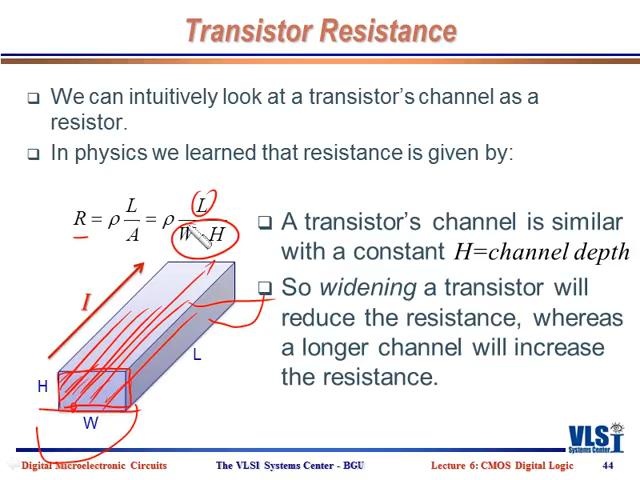 Transistor Resistance
❑ We can intuitively look at a transistor's channel as a
resistor.
❑ In physics we learned that resistance is given by:
R = ρ L/A = ρ L/(W · H)
❑ A transistor's channel is similar
with a constant H=channel depth
❑ So widening a transistor will
reduce the resistance, whereas
a longer channel will increase
the resistance.
I
L
H
W
VLSI
Systems Center
Digital Microelectronic Circuits
The VLSI Systems Center - BGU
Lecture 6: CMOS Digital Logic
44